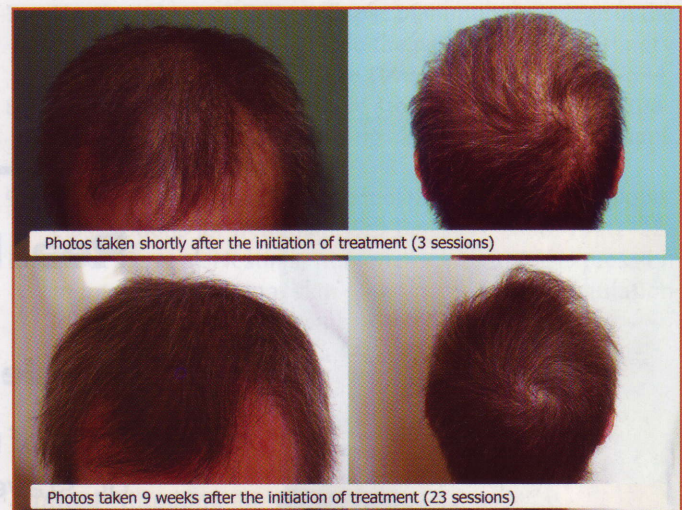 Photos taken shortly after the initiation of treatment (3 sessions)
Photos taken 9 weeks after the initiation of treatment (23 sessions)